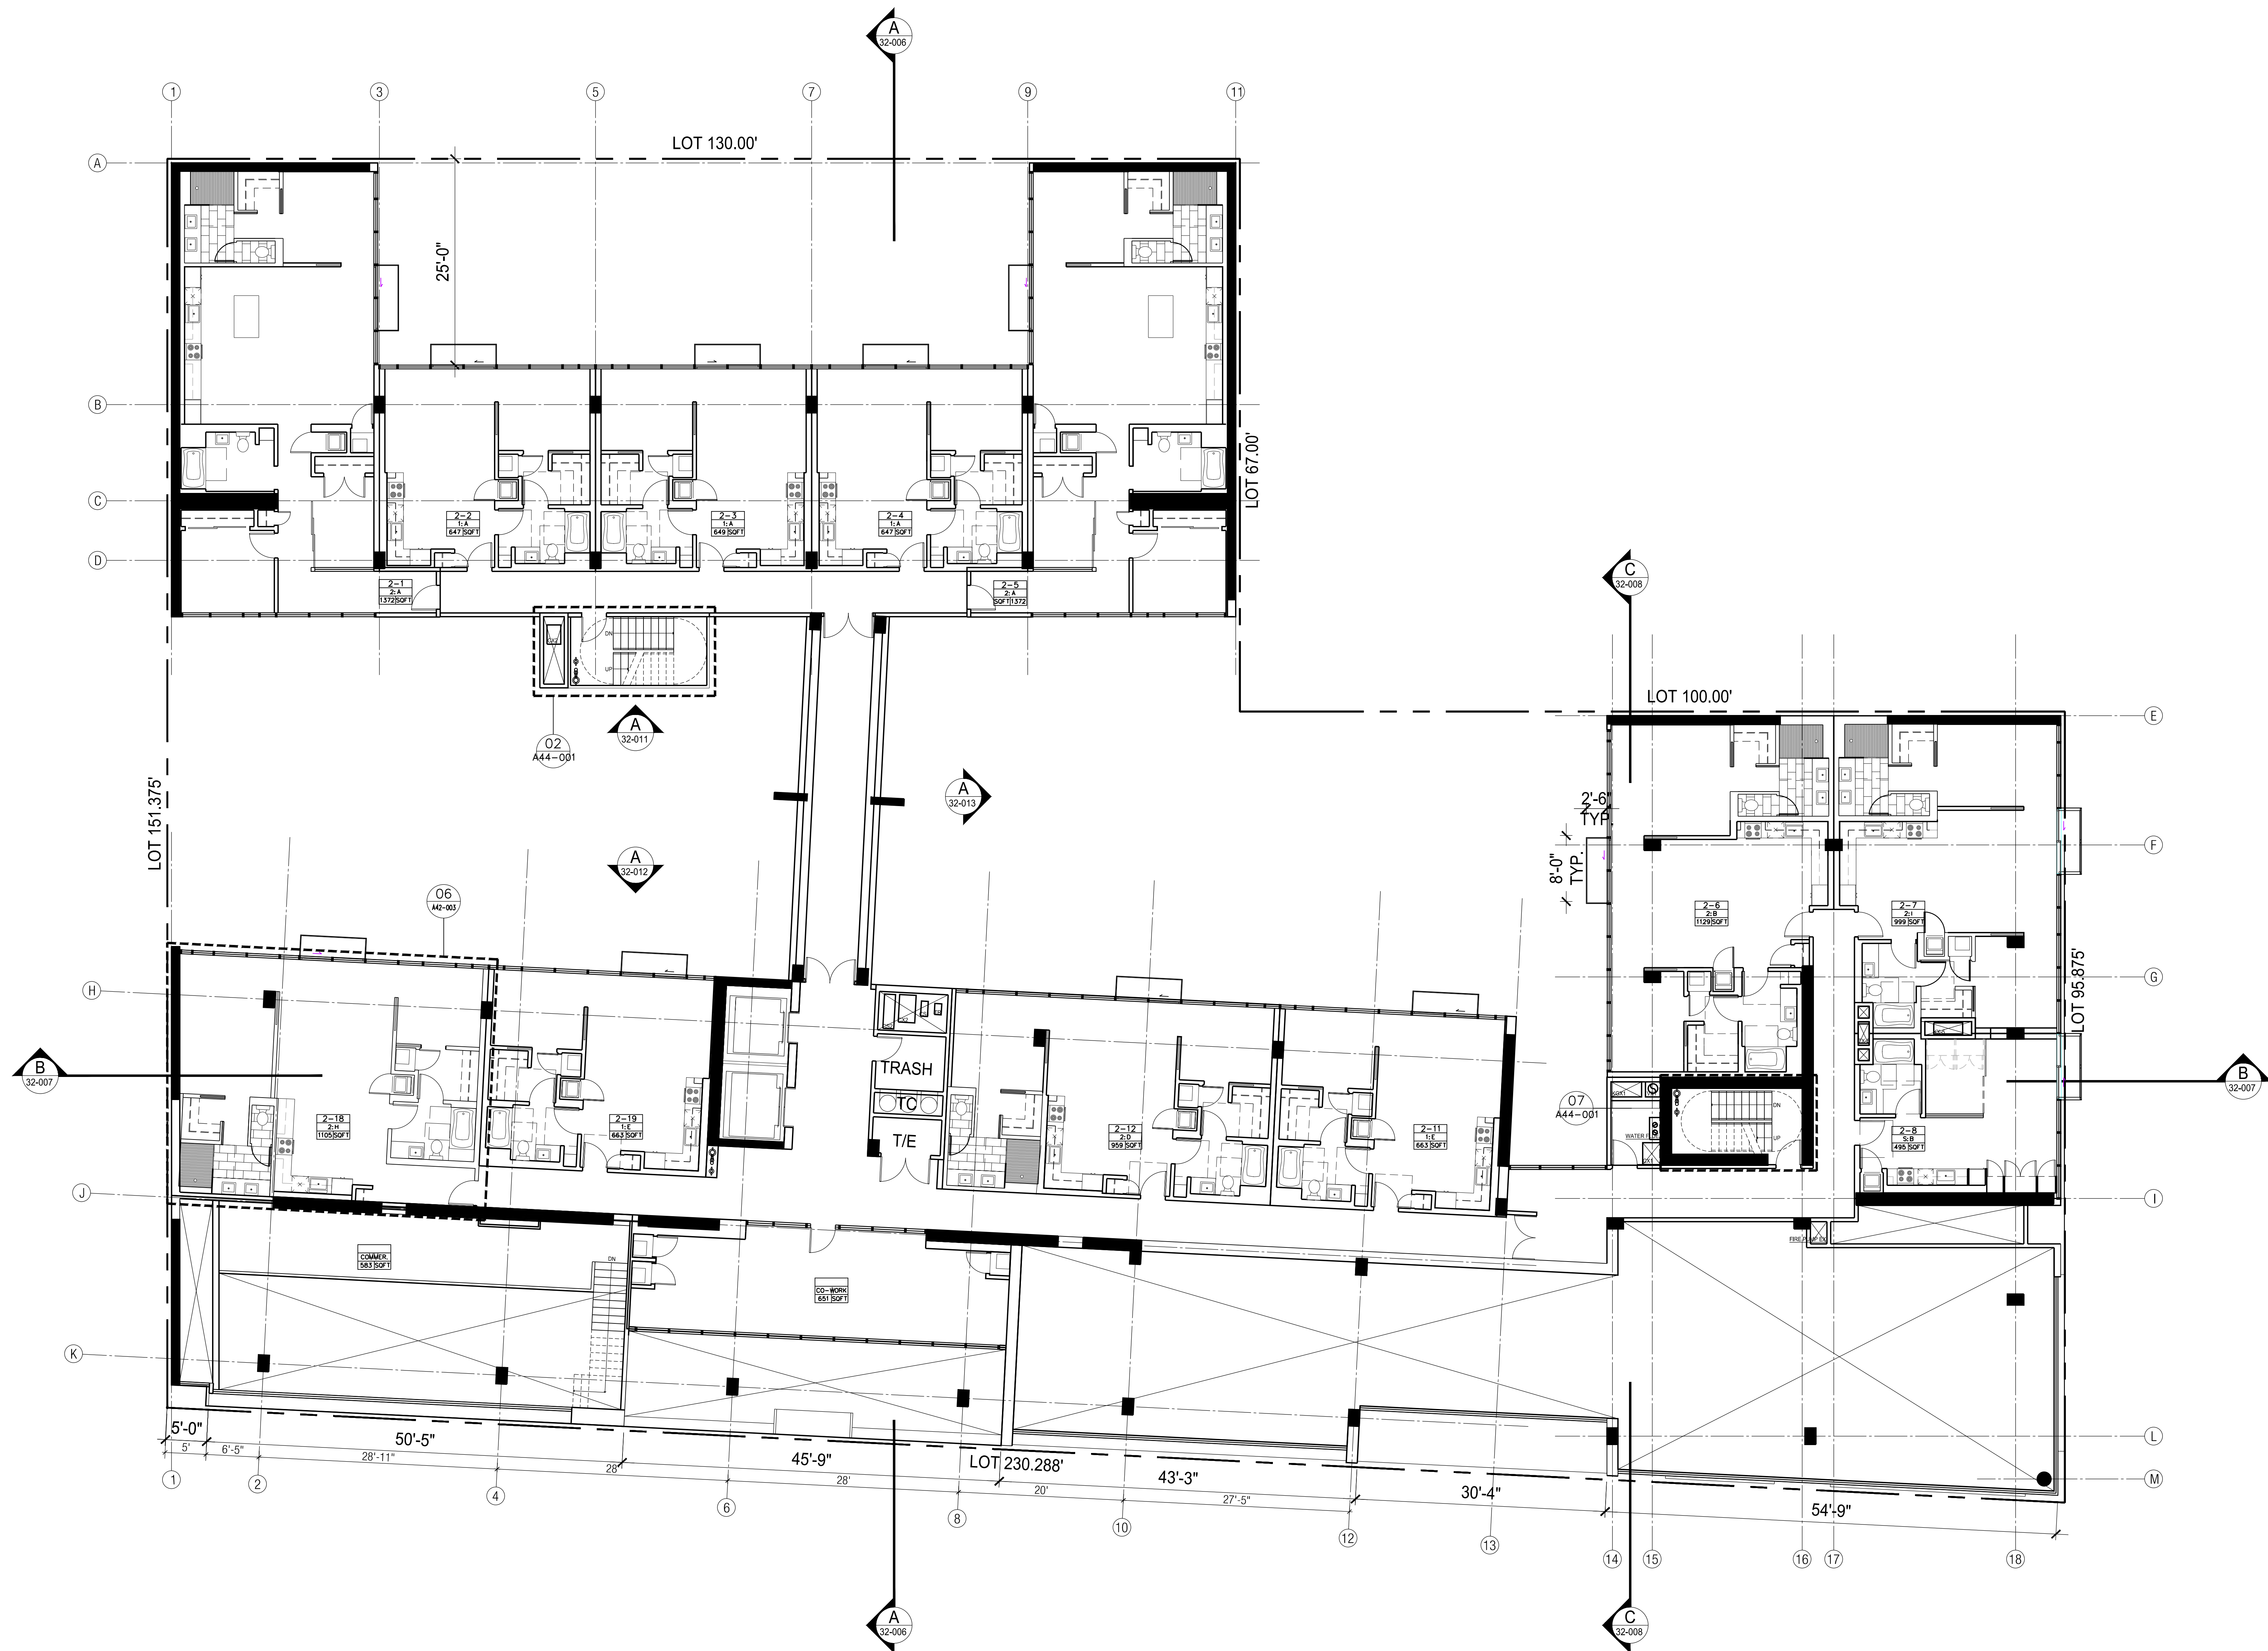 A
32-006
1
3
5
7
9
11
LOT 130.00'
A
25'-0"
B
LOT 67.00'
C
2-2
1: A
647 SQFT
2-3
1: A
649 SQFT
2-4
1: A
647 SQFT
D
2-1
2: A
1372 SQFT
2-5
2: A
SQFT 1372
C
32-008
DN
UP
LOT 100.00'
E
A
32-011
02
A44-001
A
32-013
2'-6"
TYP.
LOT 151.375'
8'-0"
TYP.
F
A
32-012
06
A42-003
2-6
2: B
1129 SQFT
2-7
2: I
999 SQFT
H
G
LOT 95.875'
B
32-007
TRASH
B
32-007
TC
07
A44-001
DN
UP
WATER F
2-18
2: H
1105 SQFT
2-19
1: E
663 SQFT
T/E
2-12
2: D
959 SQFT
2-11
1: E
663 SQFT
2-8
S: B
495 SQFT
J
I
COMMER.
583 SQFT
DN
CO-WORK
651 SQFT
FIRE PUMP EX
K
5'-0"
50'-5"
45'-9"
LOT 230.288'
43'-3"
30'-4"
54'-9"
L
5'
6'-5"
28'-11"
28'
28'
20'
27'-5"
M
1
2
4
6
8
10
12
13
14
15
16
17
18
A
32-006
C
32-008